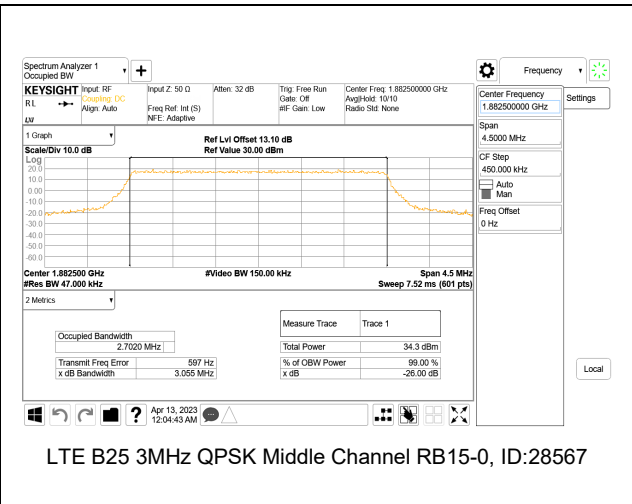 Spectrum Analyzer 1
Occupied BW
KEYSIGHT
RL
LXI
Input: RF
Coupling: DC
Align: Auto
Input Z: 50 Ω
Freq Ref: Int (S)
NFE: Adaptive
Atten: 32 dB
Trig: Free Run
Gate: Off
#IF Gain: Low
Center Freq: 1.882500000 GHz
Avg|Hold: 10/10
Radio Std: None
1 Graph
Scale/Div 10.0 dB
Ref Lvl Offset 13.10 dB
Ref Value 30.00 dBm
Log
20.0
10.0
0.00
-10.0
-20.0
-30.0
-40.0
-50.0
-60.0
Center 1.882500 GHz
#Res BW 47.000 kHz
#Video BW 150.00 kHz
Span 4.5 MHz
Sweep 7.52 ms (601 pts)
2 Metrics
Occupied Bandwidth
2.7020 MHz
Transmit Freq Error 597 Hz
x dB Bandwidth 3.055 MHz
Measure Trace Trace 1
Total Power 34.3 dBm
% of OBW Power 99.00 %
x dB -26.00 dB
Frequency
Settings
Center Frequency
1.882500000 GHz
Span
4.5000 MHz
CF Step
450.000 kHz
Auto
Man
Freq Offset
0 Hz
Local
?
Apr 13, 2023
12:04:43 AM
LTE B25 3MHz QPSK Middle Channel RB15-0, ID:28567